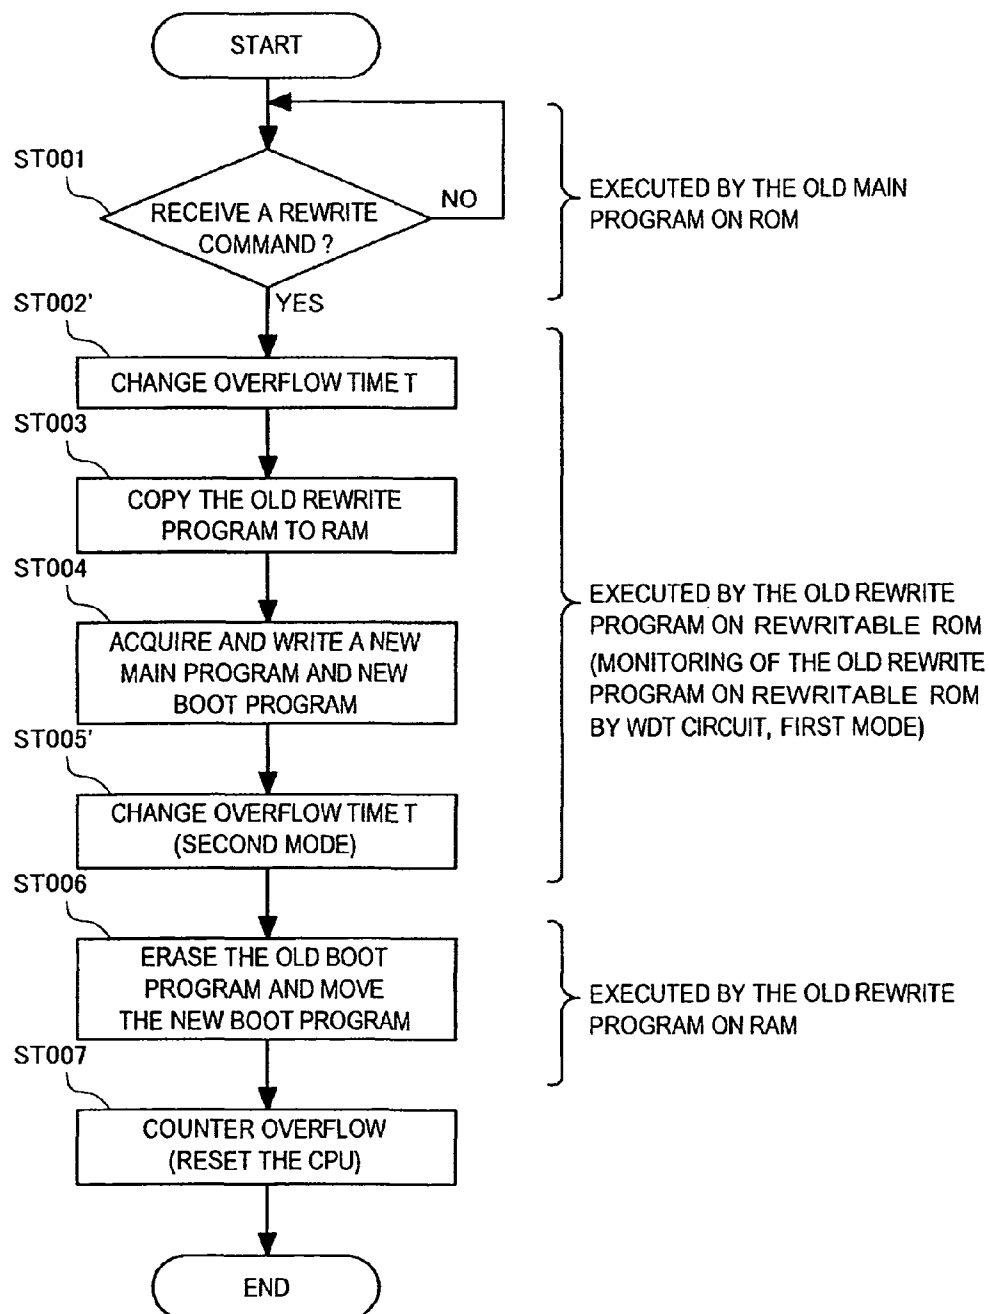 START
ST001
RECEIVE A REWRITE
COMMAND ?
NO
EXECUTED BY THE OLD MAIN
PROGRAM ON ROM
YES
ST002'
CHANGE OVERFLOW TIME T
ST003
COPY THE OLD REWRITE
PROGRAM TO RAM
ST004
ACQUIRE AND WRITE A NEW
MAIN PROGRAM AND NEW
BOOT PROGRAM
EXECUTED BY THE OLD REWRITE
PROGRAM ON REWRITABLE ROM
(MONITORING OF THE OLD REWRITE
PROGRAM ON REWRITABLE ROM
BY WDT CIRCUIT, FIRST MODE)
ST005'
CHANGE OVERFLOW TIME T
(SECOND MODE)
ST006
ERASE THE OLD BOOT
PROGRAM AND MOVE
THE NEW BOOT PROGRAM
EXECUTED BY THE OLD REWRITE
PROGRAM ON RAM
ST007
COUNTER OVERFLOW
(RESET THE CPU)
END